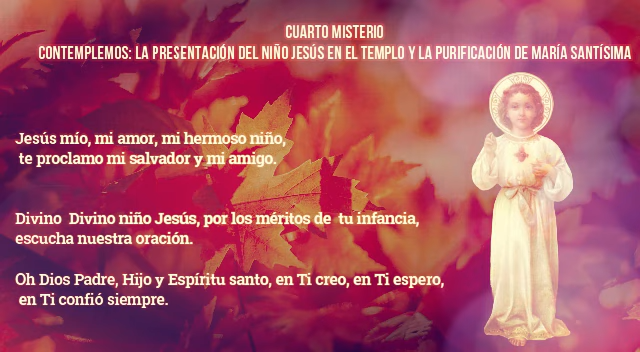 CUARTO MISTERIO
CONTEMPLEMOS: LA PRESENTACIÓN DEL NIÑO JESÚS EN EL TEMPLO Y LA PURIFICACIÓN DE MARÍA SANTÍSIMA
Jesús mío, mi amor, mi hermoso niño,
te proclamo mi salvador y mi amigo.
Divino Divino niño Jesús, por los méritos de tu infancia,
escucha nuestra oración.
Oh Dios Padre, Hijo y Espíritu santo, en Ti creo, en Ti espero,
en Ti confió siempre.